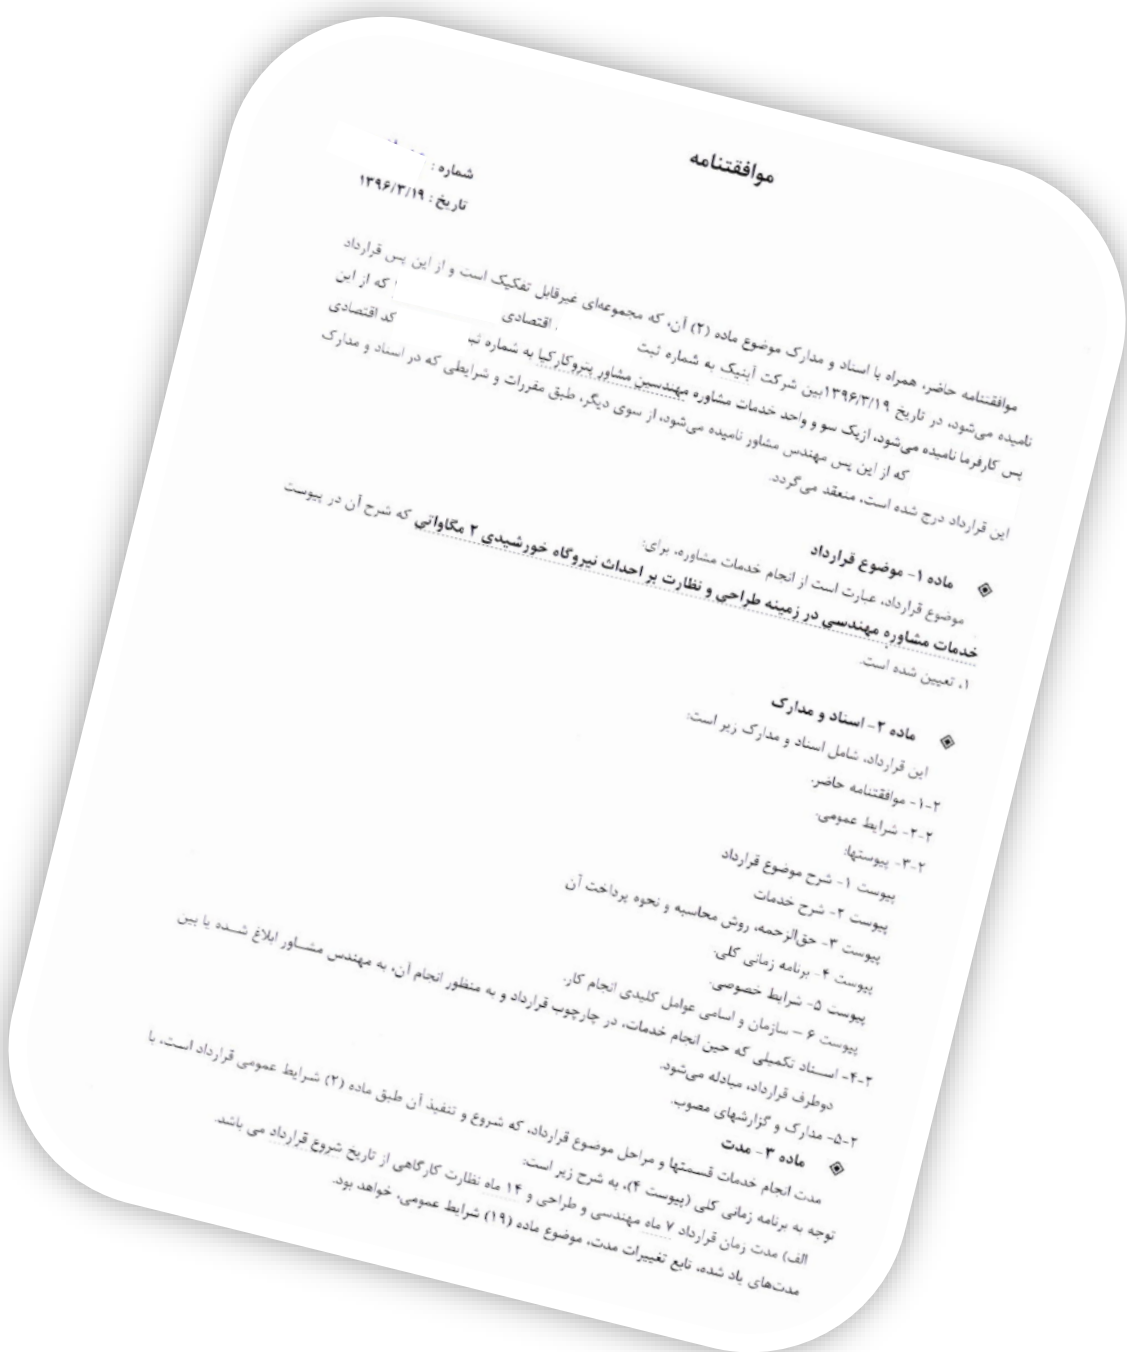 موافقتنامه
شماره :
تاریخ : ۱۳۹۶/۳/۱۹
موافقتنامه حاضر، همراه با اسناد و مدارک موضوع ماده (۲) آن، که مجموعه‌ای غیرقابل تفکیک است و از این پس قرارداد
نامیده می‌شود، در تاریخ ۱۳۹۶/۳/۱۹بین شرکت آینیک به شماره ثبت اقتصادی که از این
پس کارفرما نامیده می‌شود، ازیک سو و واحد خدمات مشاوره مهندسین مشاور پتروکارکیا به شماره کد اقتصادی
که از این پس مهندس مشاور نامیده می‌شود، از سوی دیگر، طبق مقررات و شرایطی که در اسناد و مدارک
این قرارداد درج شده است، منعقد می‌گردد.
ماده ۱- موضوع قرارداد
موضوع قرارداد، عبارت است از انجام خدمات مشاوره، برای:
خدمات مشاوره مهندسی در زمینه طراحی و نظارت بر احداث نیروگاه خورشیدی ۲ مگاواتی که شرح آن در پیوست
۱، تعیین شده است.
ماده ۲- اسناد و مدارک
این قرارداد، شامل اسناد و مدارک زیر است:
۲-۱- موافقتنامه حاضر.
۲-۲- شرایط عمومی.
۲-۳- پیوستها:
پیوست ۱- شرح موضوع قرارداد
پیوست ۲- شرح خدمات
پیوست ۳- حق‌الزحمه، روش محاسبه و نحوه پرداخت آن
پیوست ۴- برنامه زمانی کلی.
پیوست ۵- شرایط خصوصی.
پیوست ۶ – سازمان و اسامی عوامل کلیدی انجام کار.
۲-۴- اسناد تکمیلی که حین انجام خدمات، در چارچوب قرارداد و به منظور انجام آن، به مهندس مشاور ابلاغ شده یا بین
دوطرف قرارداد، مبادله می‌شود.
۲-۵- مدارک و گزارشهای مصوب.
ماده ۳- مدت
مدت انجام خدمات قسمتها و مراحل موضوع قرارداد، که شروع و تنفیذ آن طبق ماده (۲) شرایط عمومی قرارداد است، با
توجه به برنامه زمانی کلی (پیوست ۴)، به شرح زیر است:
الف) مدت زمان قرارداد ۷ ماه مهندسی و طراحی و ۱۴ ماه نظارت کارگاهی از تاریخ شروع قرارداد می باشد.
مدت‌های یاد شده، تابع تغییرات مدت، موضوع ماده (۱۹) شرایط عمومی، خواهد بود.